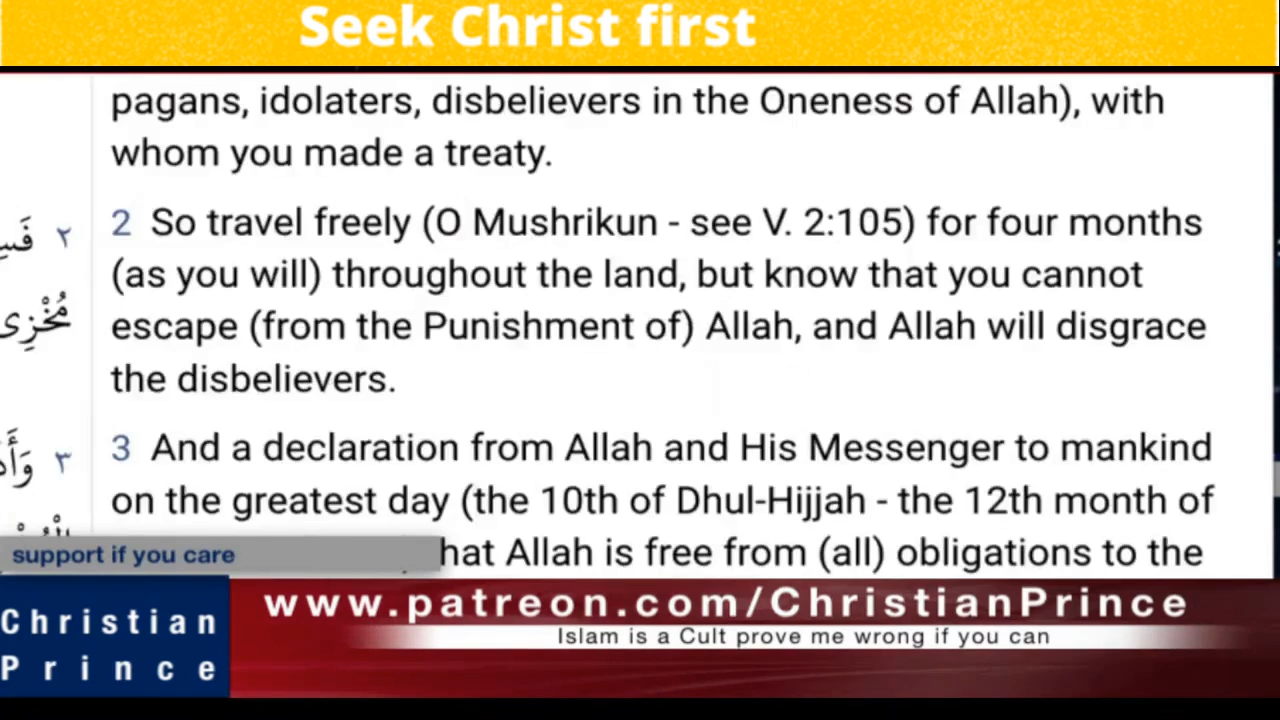 Seek Christ first
pagans, idolaters, disbelievers in the Oneness of Allah), with
whom you made a treaty.
2 So travel freely (O Mushrikun - see V. 2:105) for four months
(as you will) throughout the land, but know that you cannot
escape (from the Punishment of) Allah, and Allah will disgrace
the disbelievers.
٢
مُخْزِى
3 And a declaration from Allah and His Messenger to mankind
on the greatest day (the 10th of Dhul-Hijjah - the 12th month of
hat Allah is free from (all) obligations to the
٣
support if you care
Christian
Prince
www.patreon.com/ChristianPrince
Islam is a Cult prove me wrong if you can